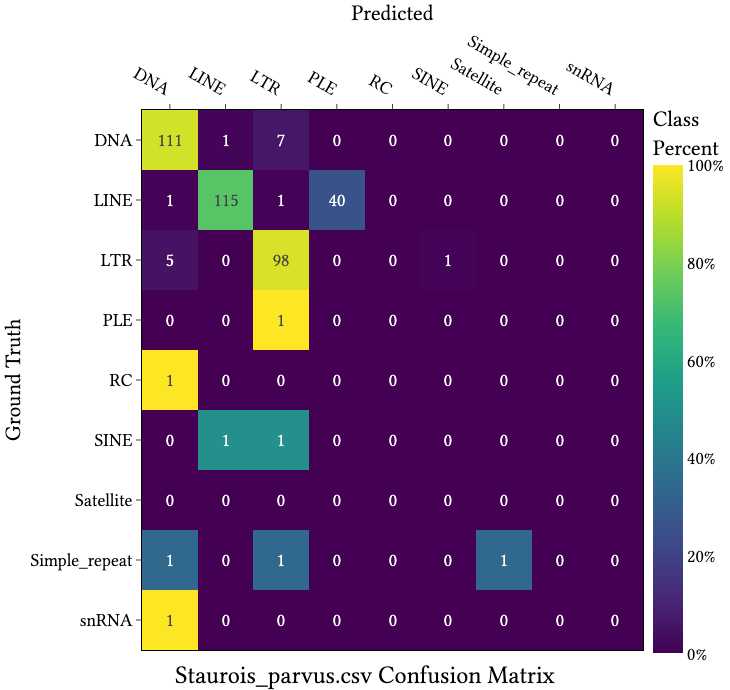 Predicted
DNA LINE LTR PLE RC SINE Satellite Simple_repeat snRNA
Ground Truth
DNA 111 1 7 0 0 0 0 0 0
LINE 1 115 1 40 0 0 0 0 0
LTR 5 0 98 0 0 1 0 0 0
PLE 0 0 1 0 0 0 0 0 0
RC 1 0 0 0 0 0 0 0 0
SINE 0 1 1 0 0 0 0 0 0
Satellite 0 0 0 0 0 0 0 0 0
Simple_repeat 1 0 1 0 0 0 1 0 0
snRNA 1 0 0 0 0 0 0 0 0
Class
Percent
100%
80%
60%
40%
20%
0%
Staurois_parvus.csv Confusion Matrix